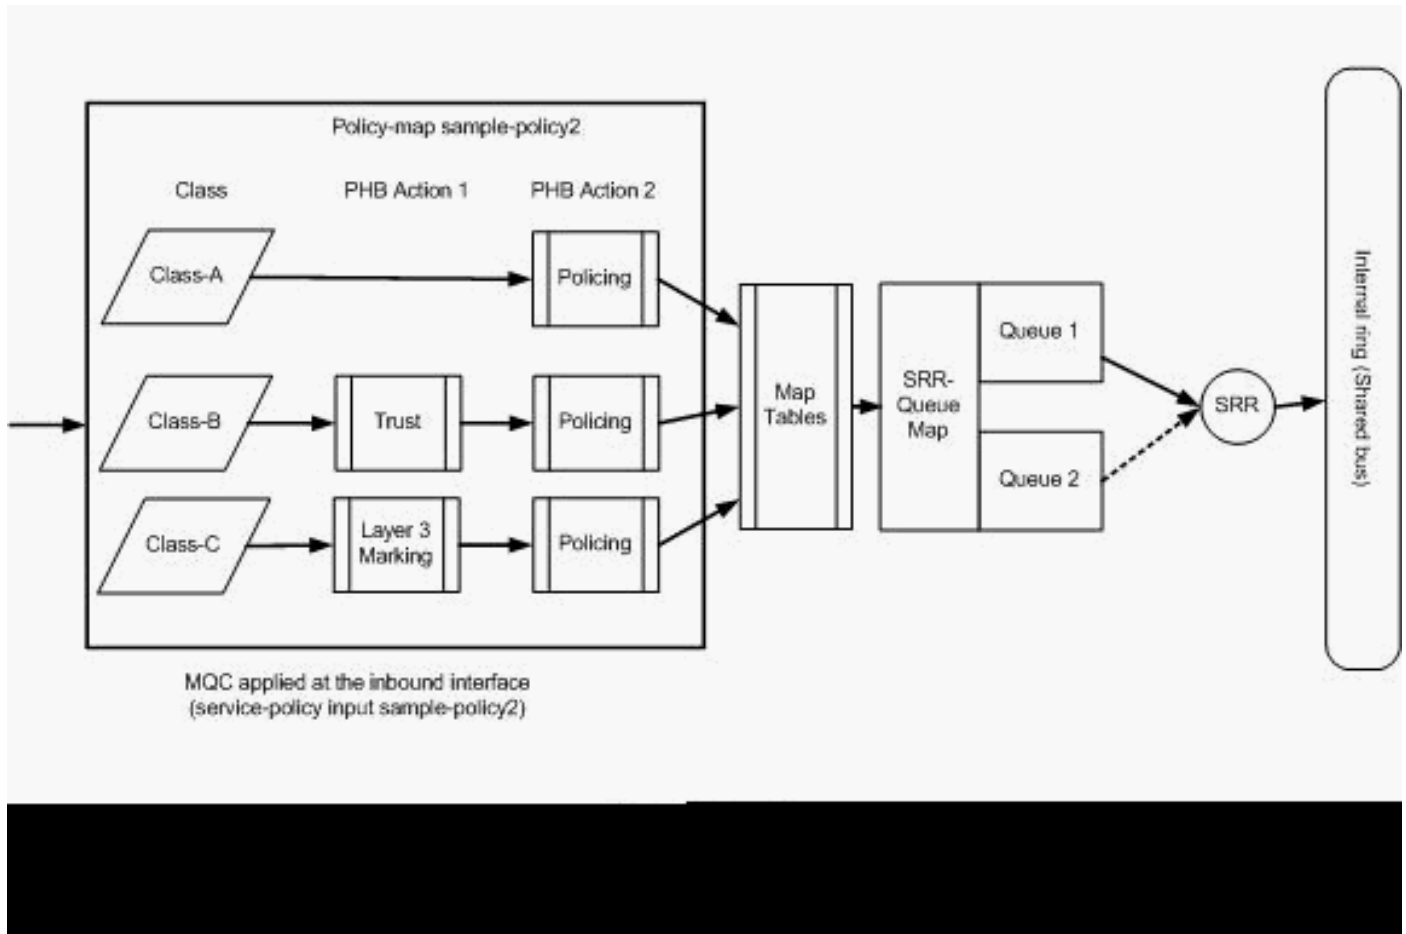 Policy-map sample-policy2
Class
PHB Action 1
PHB Action 2
Class-A
Policing
Class-B
Trust
Policing
Class-C
Layer 3
Marking
Policing
Map
Tables
SRR-
Queue
Map
Queue 1
Queue 2
SRR
Internal ring (Shared bus)
MQC applied at the inbound interface
(service-policy input sample-policy2)